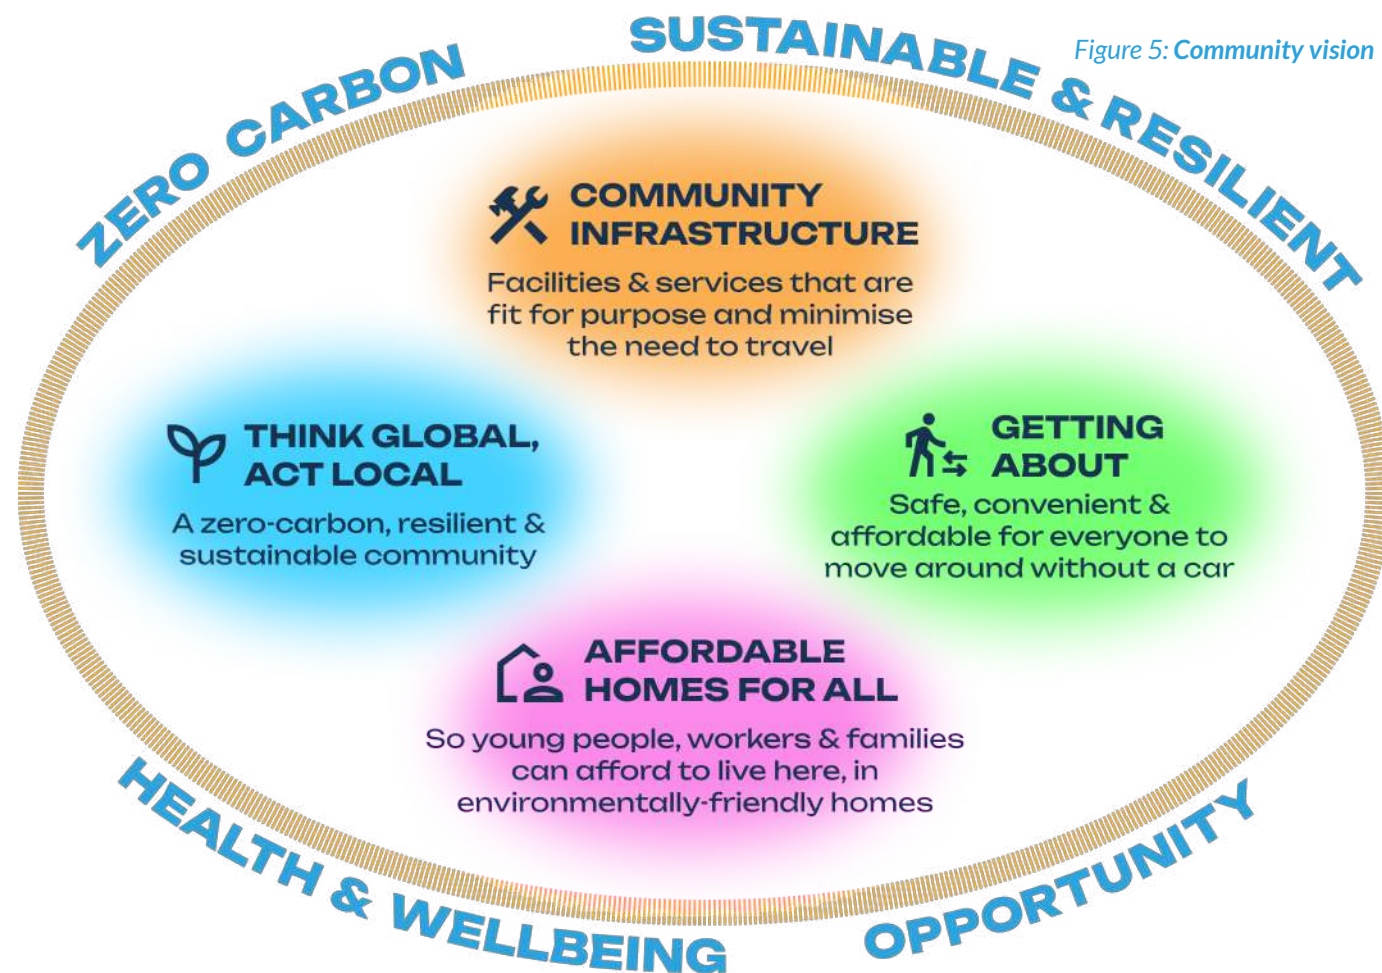 ZERO CARBON
SUSTAINABLE & RESILIENT
Figure 5: Community vision
COMMUNITY
INFRASTRUCTURE
Facilities & services that are
fit for purpose and minimise
the need to travel
THINK GLOBAL,
ACT LOCAL
A zero-carbon, resilient &
sustainable community
GETTING
ABOUT
Safe, convenient &
affordable for everyone to
move around without a car
AFFORDABLE
HOMES FOR ALL
So young people, workers & families
can afford to live here, in
environmentally-friendly homes
HEALTH & WELLBEING
OPPORTUNITY